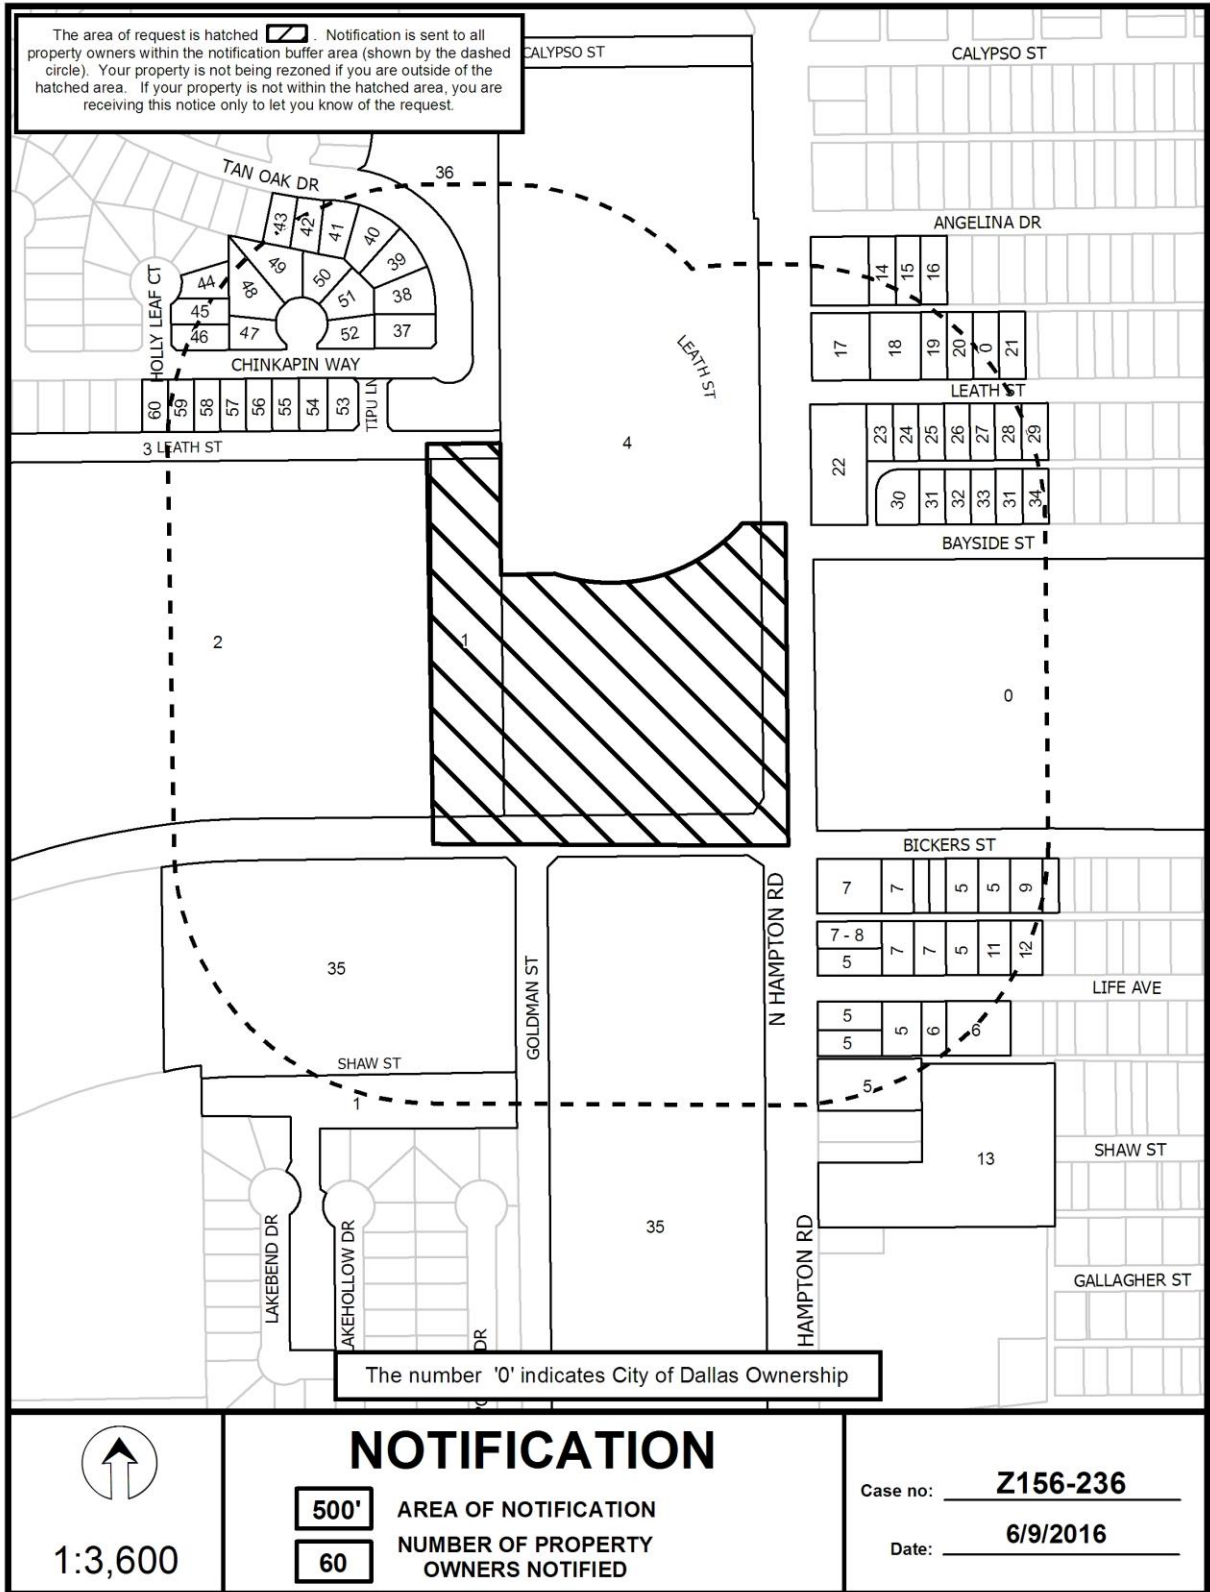 The area of request is hatched . Notification is sent to all
property owners within the notification buffer area (shown by the dashed
circle). Your property is not being rezoned if you are outside of the
hatched area. If your property is not within the hatched area, you are
receiving this notice only to let you know of the request.
CALYPSO ST
CALYPSO ST
TAN OAK DR
36
ANGELINA DR
43
42
41
40
39
38
37
44
45
46
47
48
49
50
51
52
14
15
16
HOLLY LEAF CT
CHINKAPIN WAY
LEATH ST
17
18
19
20
0
21
LEATH ST
60
59
58
57
56
55
54
53
TIPU LN
3 LEATH ST
4
22
23
24
25
26
27
28
29
30
31
32
33
31
34
BAYSIDE ST
2
1
0
BICKERS ST
7
7
5
5
9
7 - 8
5
7
7
5
11
12
LIFE AVE
35
GOLDMAN ST
N HAMPTON RD
5
5
5
6
6
SHAW ST
1
5
13
SHAW ST
35
LAKEBEND DR
AKEHOLLOW DR
DR
HAMPTON RD
GALLAGHER ST
The number '0' indicates City of Dallas Ownership
1:3,600
NOTIFICATION
500' AREA OF NOTIFICATION
60 NUMBER OF PROPERTY
OWNERS NOTIFIED
Case no: Z156-236
Date: 6/9/2016